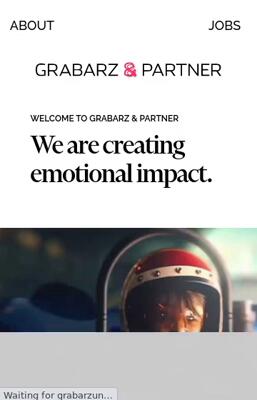 ABOUT JOBS
GRABARZ & PARTNER
WELCOME TO GRABARZ & PARTNER
We are creating
emotional impact.
Waiting for grabarzun...